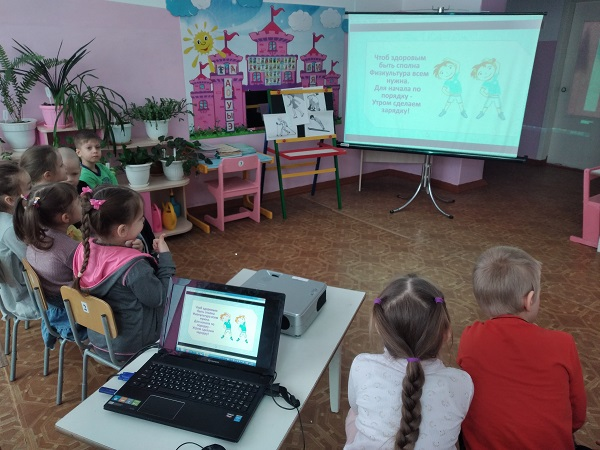 Чтоб здоровым
быть сполна
Физкультура всем
нужна.
Для начала по
порядку -
Утром сделаем
зарядку!